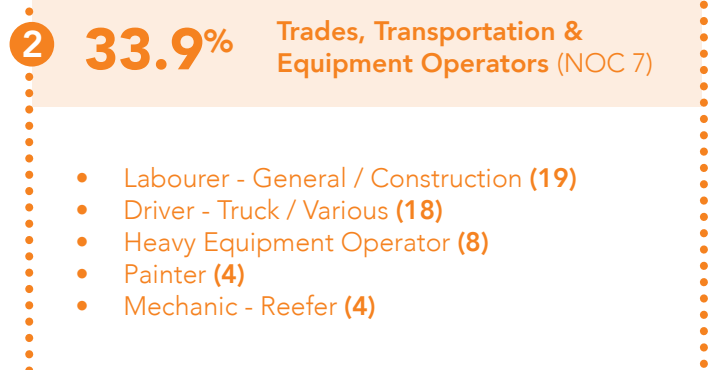 2
33.9%
Trades, Transportation &
Equipment Operators (NOC 7)
• Labourer - General / Construction (19)
• Driver - Truck / Various (18)
• Heavy Equipment Operator (8)
• Painter (4)
• Mechanic - Reefer (4)